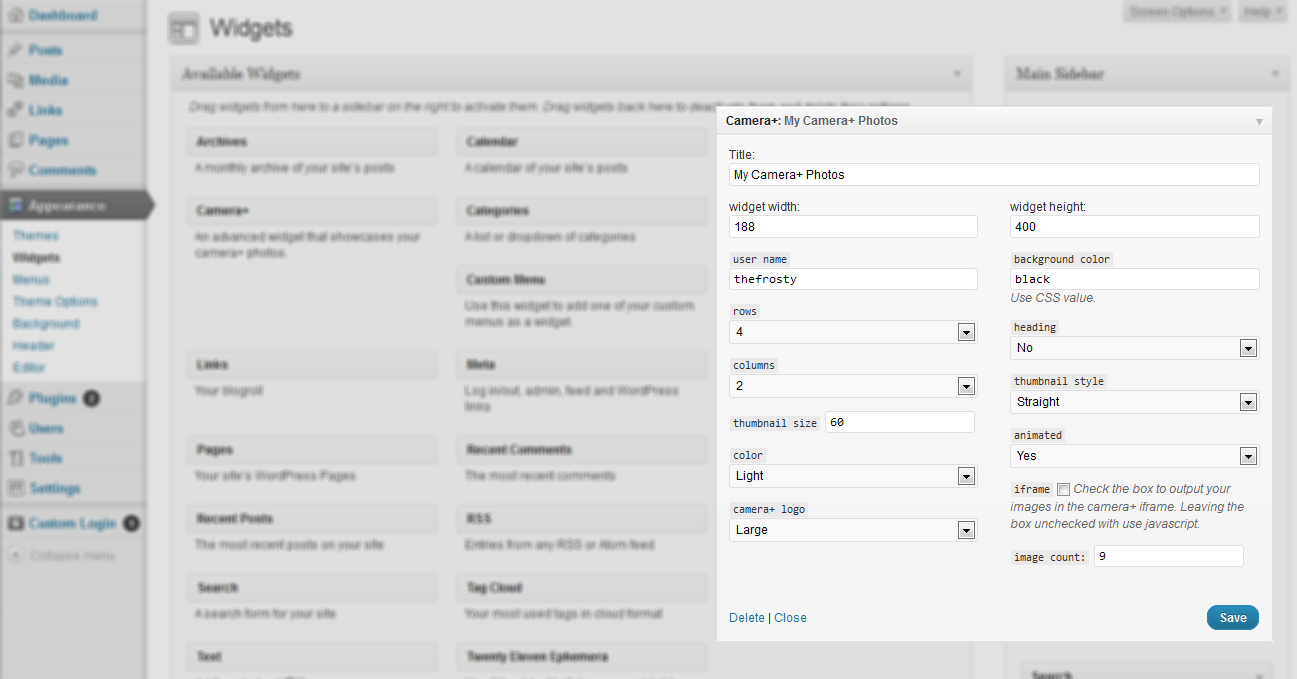 Dashboard
Posts
Media
Links
Pages
Comments
Appearance
Themes
Widgets
Menus
Theme Options
Background
Header
Editor
Plugins
Users
Tools
Settings
Custom Login
Collapse menu
Widgets
Screen Options
Help
Available Widgets
Drag widgets from here to a sidebar on the right to activate them. Drag widgets back here to
Archives
A monthly archive of your site's posts
Calendar
A calendar of your site's posts
Camera+
An advanced widget that showcases your
camera+ photos.
Categories
A list or dropdown of categories
Custom Menu
Use this widget to add one of your custom
menus as a widget.
Links
Your blogroll
Meta
Log in/out, admin, feed and WordPress
links
Pages
Your site's WordPress Pages
Recent Comments
The most recent comments
Recent Posts
The most recent posts on your site
RSS
Entries from any RSS or Atom feed
Search
A search form for your site
Tag Cloud
Your most used tags in cloud format
Text
Twenty Eleven Ephemera
Main Sidebar
Camera+: My Camera+ Photos
Title:
My Camera+ Photos
widget width:
188
widget height:
400
user name
thefrosty
background color
black
Use CSS value.
rows
4
heading
No
columns
2
thumbnail style
Straight
thumbnail size 60
animated
Yes
color
Light
iframe Check the box to output your
images in the camera+ iframe. Leaving the
box unchecked with use javascript.
camera+ logo
Large
image count: 9
Delete | Close
Save
Search